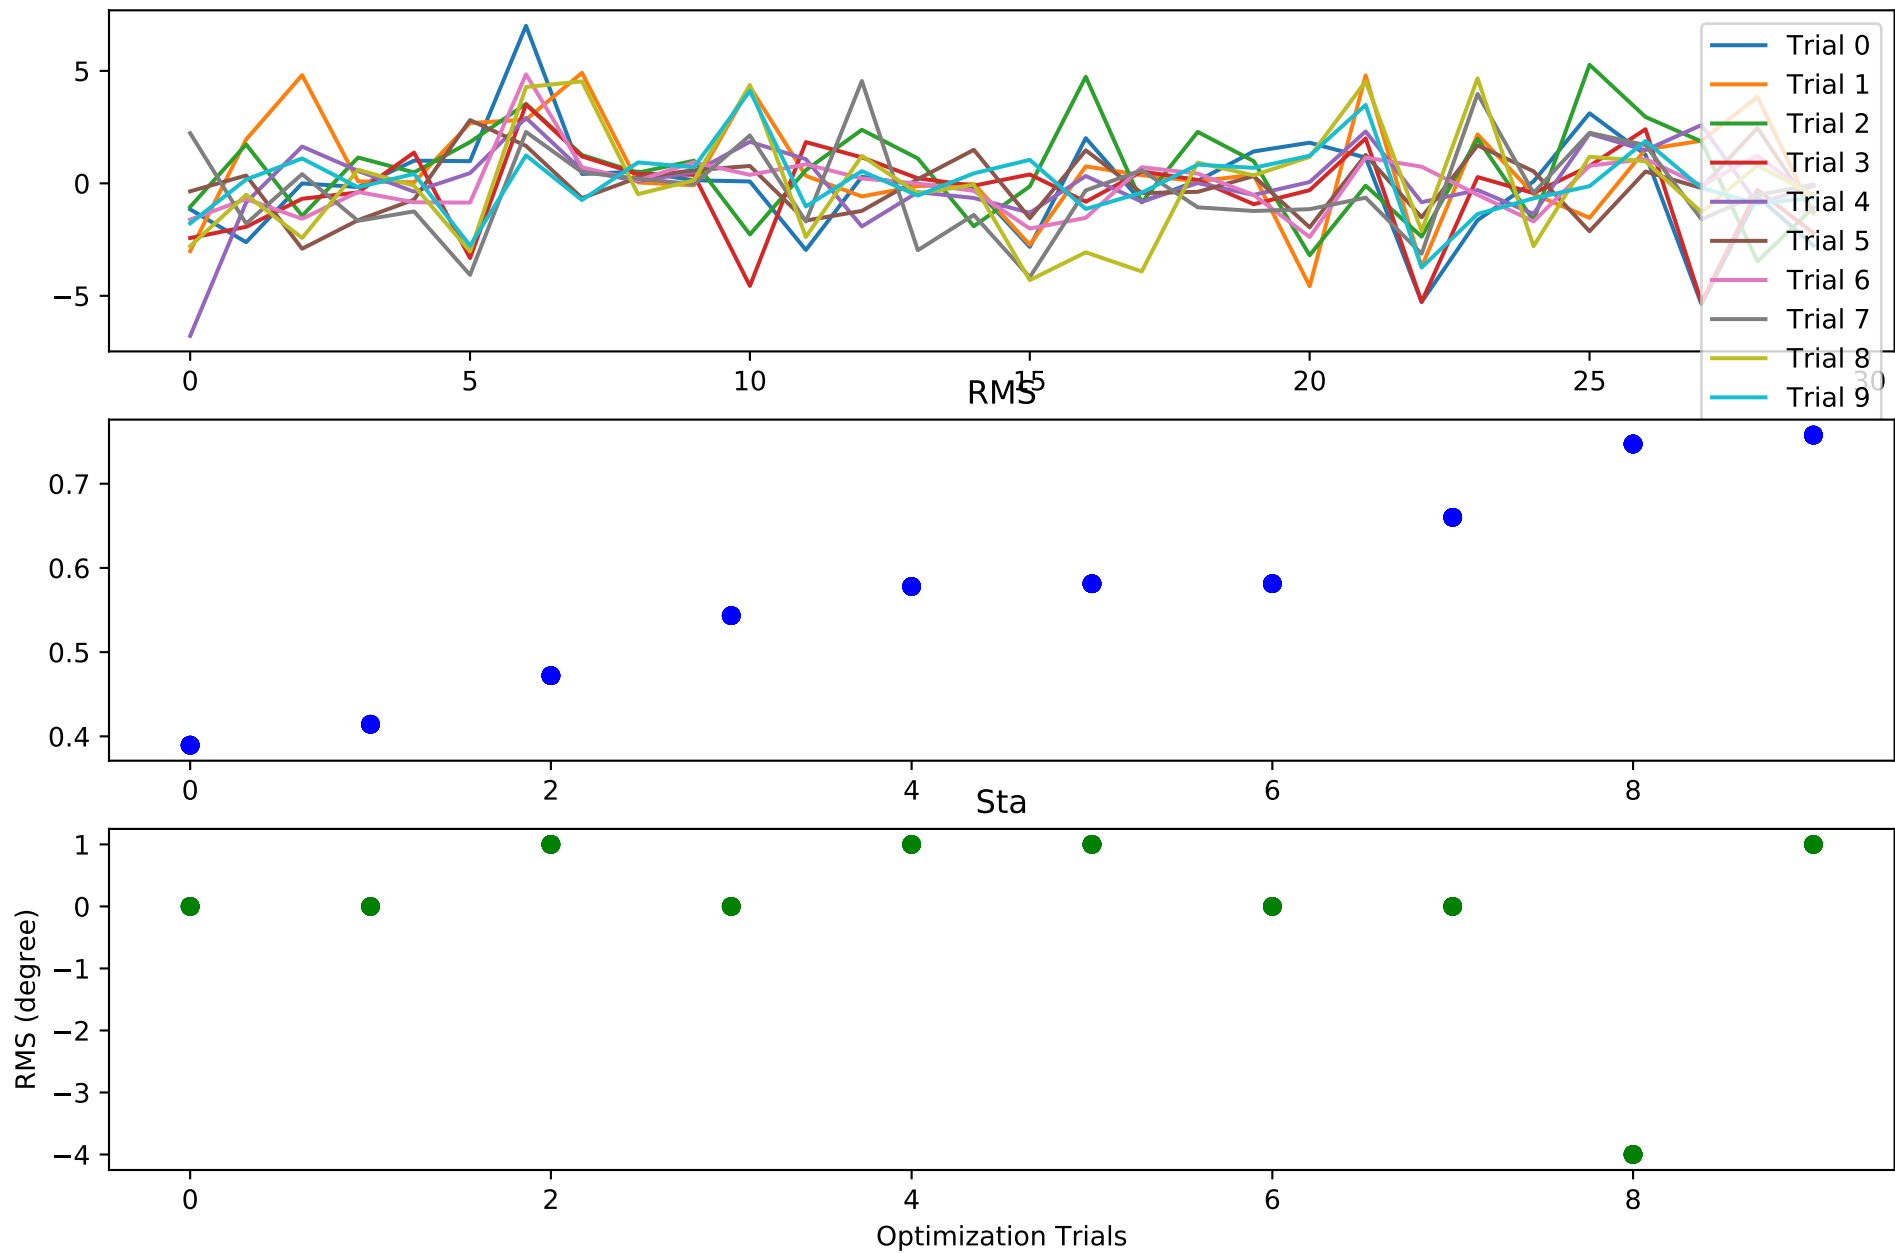 5
0
−5
Trial 0
Trial 1
Trial 2
Trial 3
Trial 4
Trial 5
Trial 6
Trial 7
Trial 8
Trial 9
0 5 10 15 20 25 30
RMS
0.7
0.6
0.5
0.4
0 2 4 6 8
Sta
1
0
−1
−2
−3
−4
RMS (degree)
0 2 4 6 8
Optimization Trials